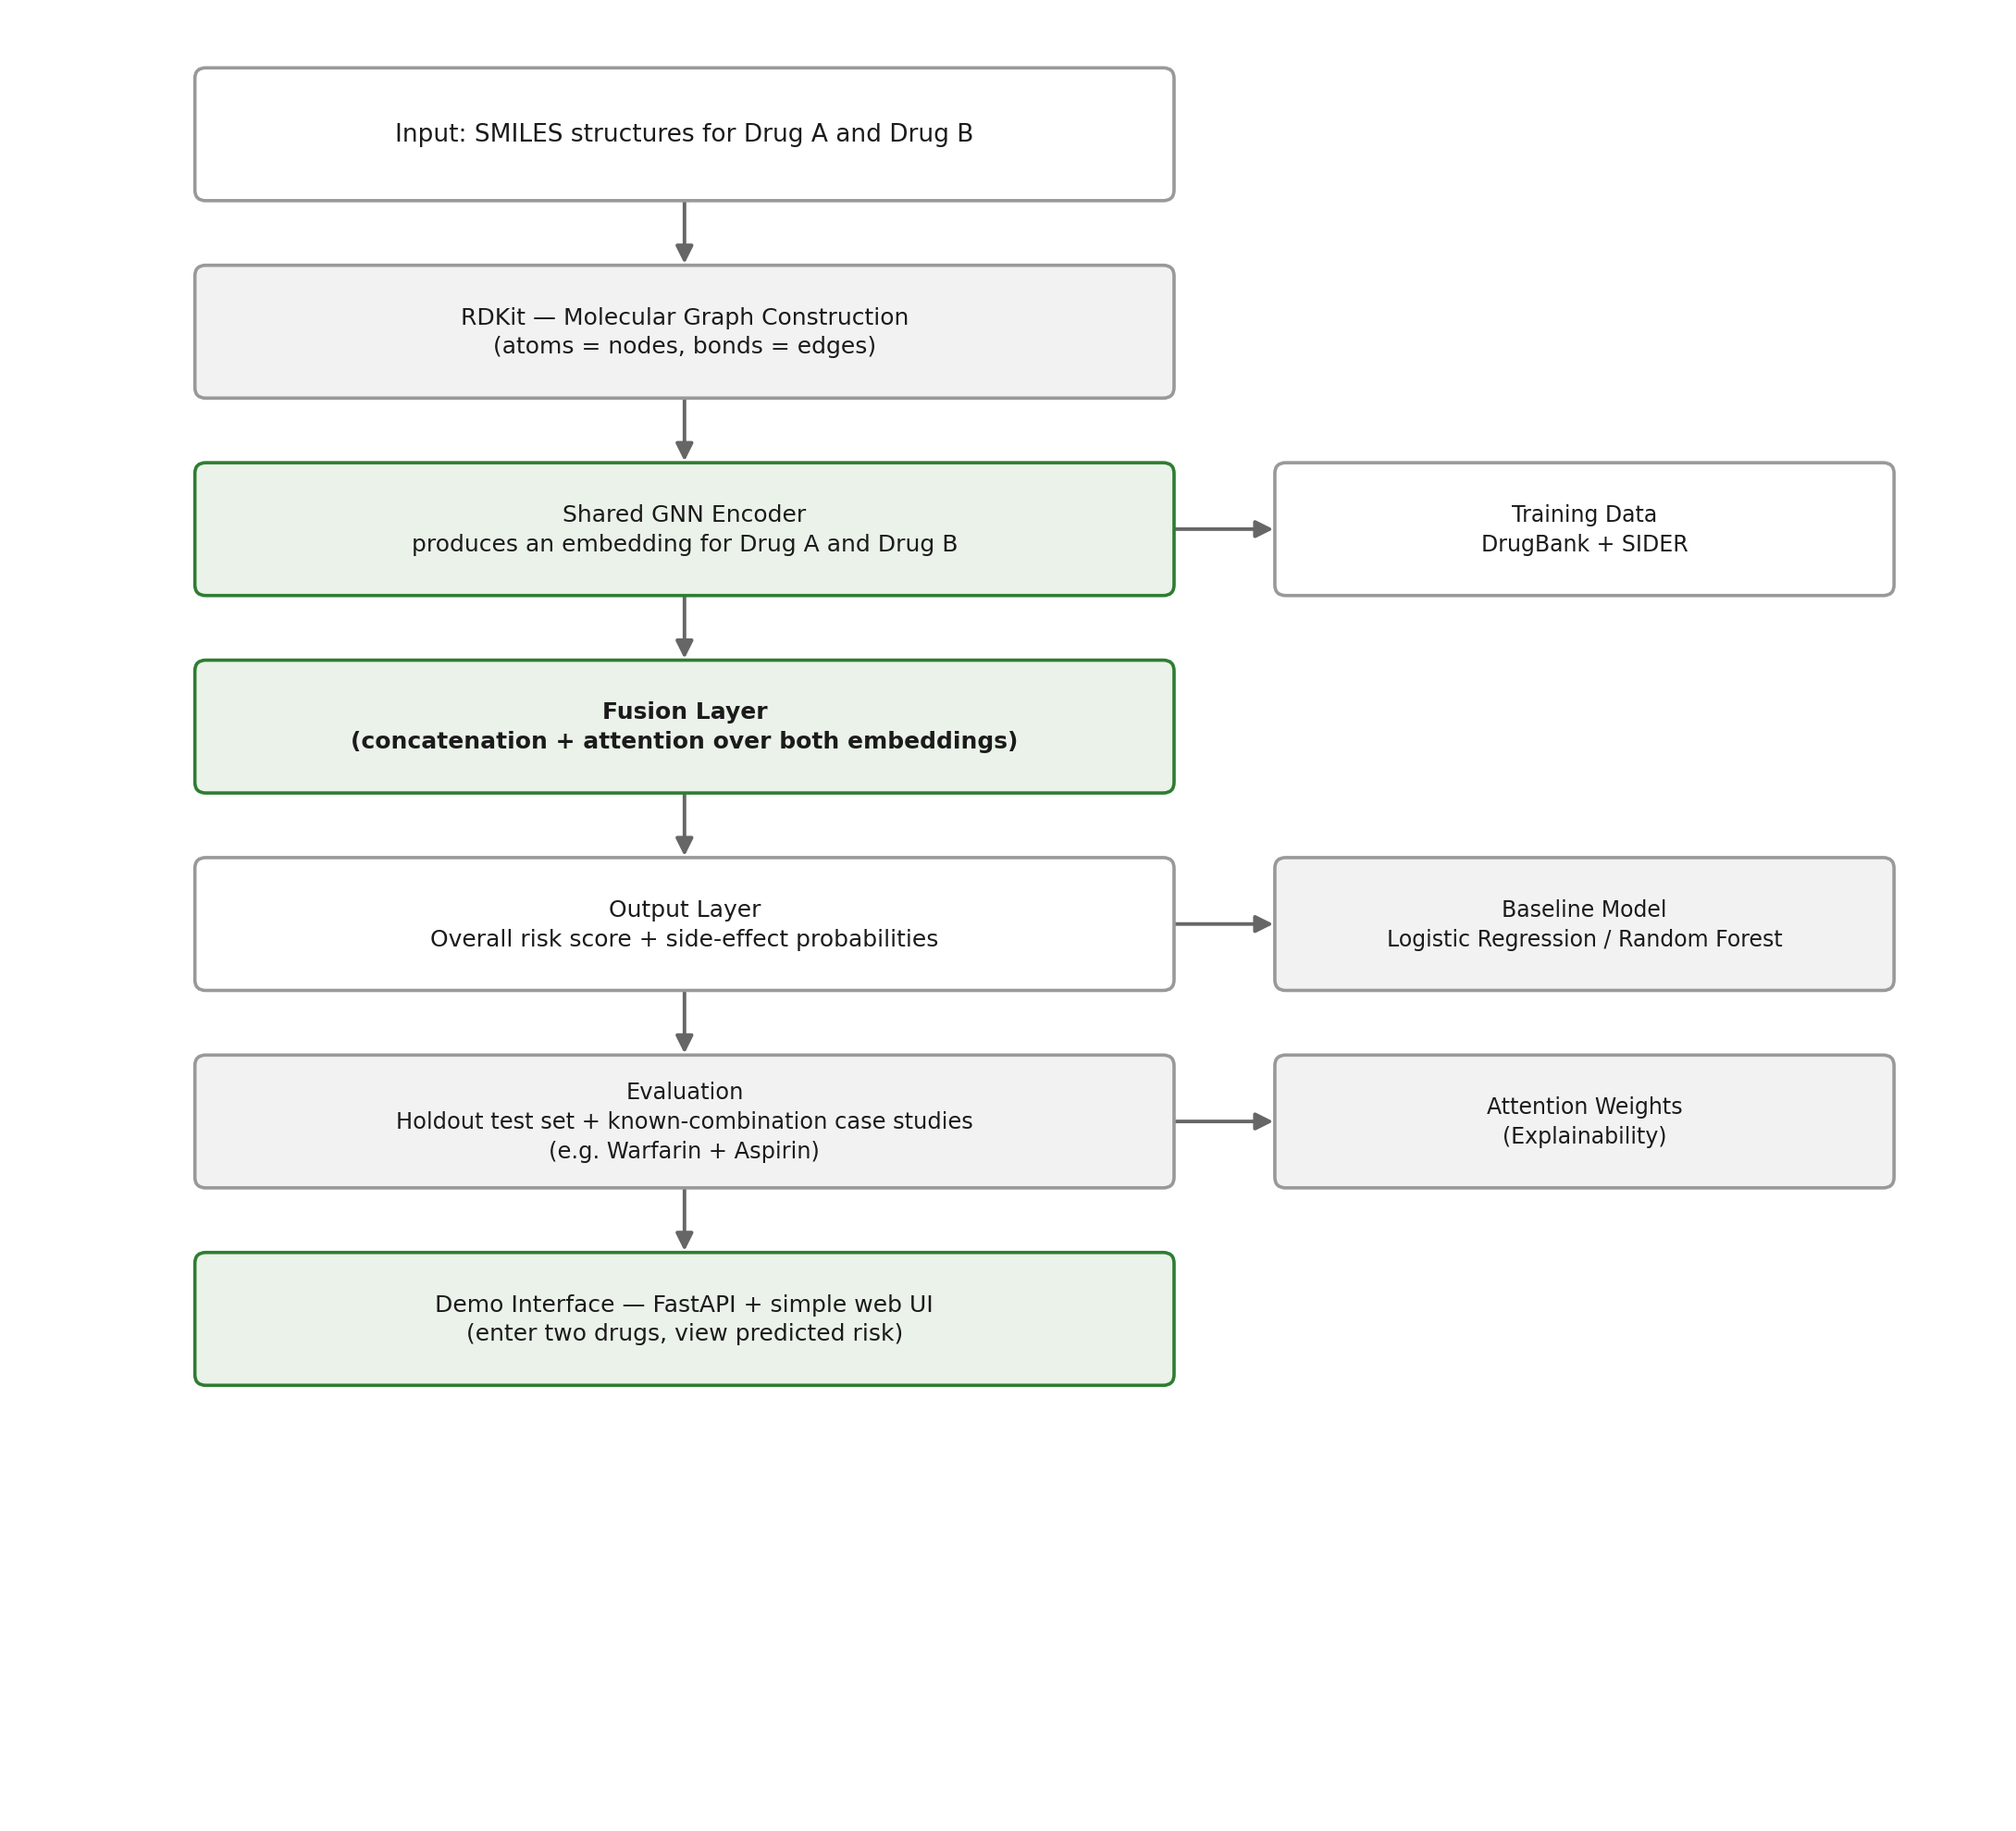 Input: SMILES structures for Drug A and Drug B
RDKit — Molecular Graph Construction
(atoms = nodes, bonds = edges)
Shared GNN Encoder
produces an embedding for Drug A and Drug B
Training Data
DrugBank + SIDER
Fusion Layer
(concatenation + attention over both embeddings)
Output Layer
Overall risk score + side-effect probabilities
Baseline Model
Logistic Regression / Random Forest
Evaluation
Holdout test set + known-combination case studies
(e.g. Warfarin + Aspirin)
Attention Weights
(Explainability)
Demo Interface — FastAPI + simple web UI
(enter two drugs, view predicted risk)